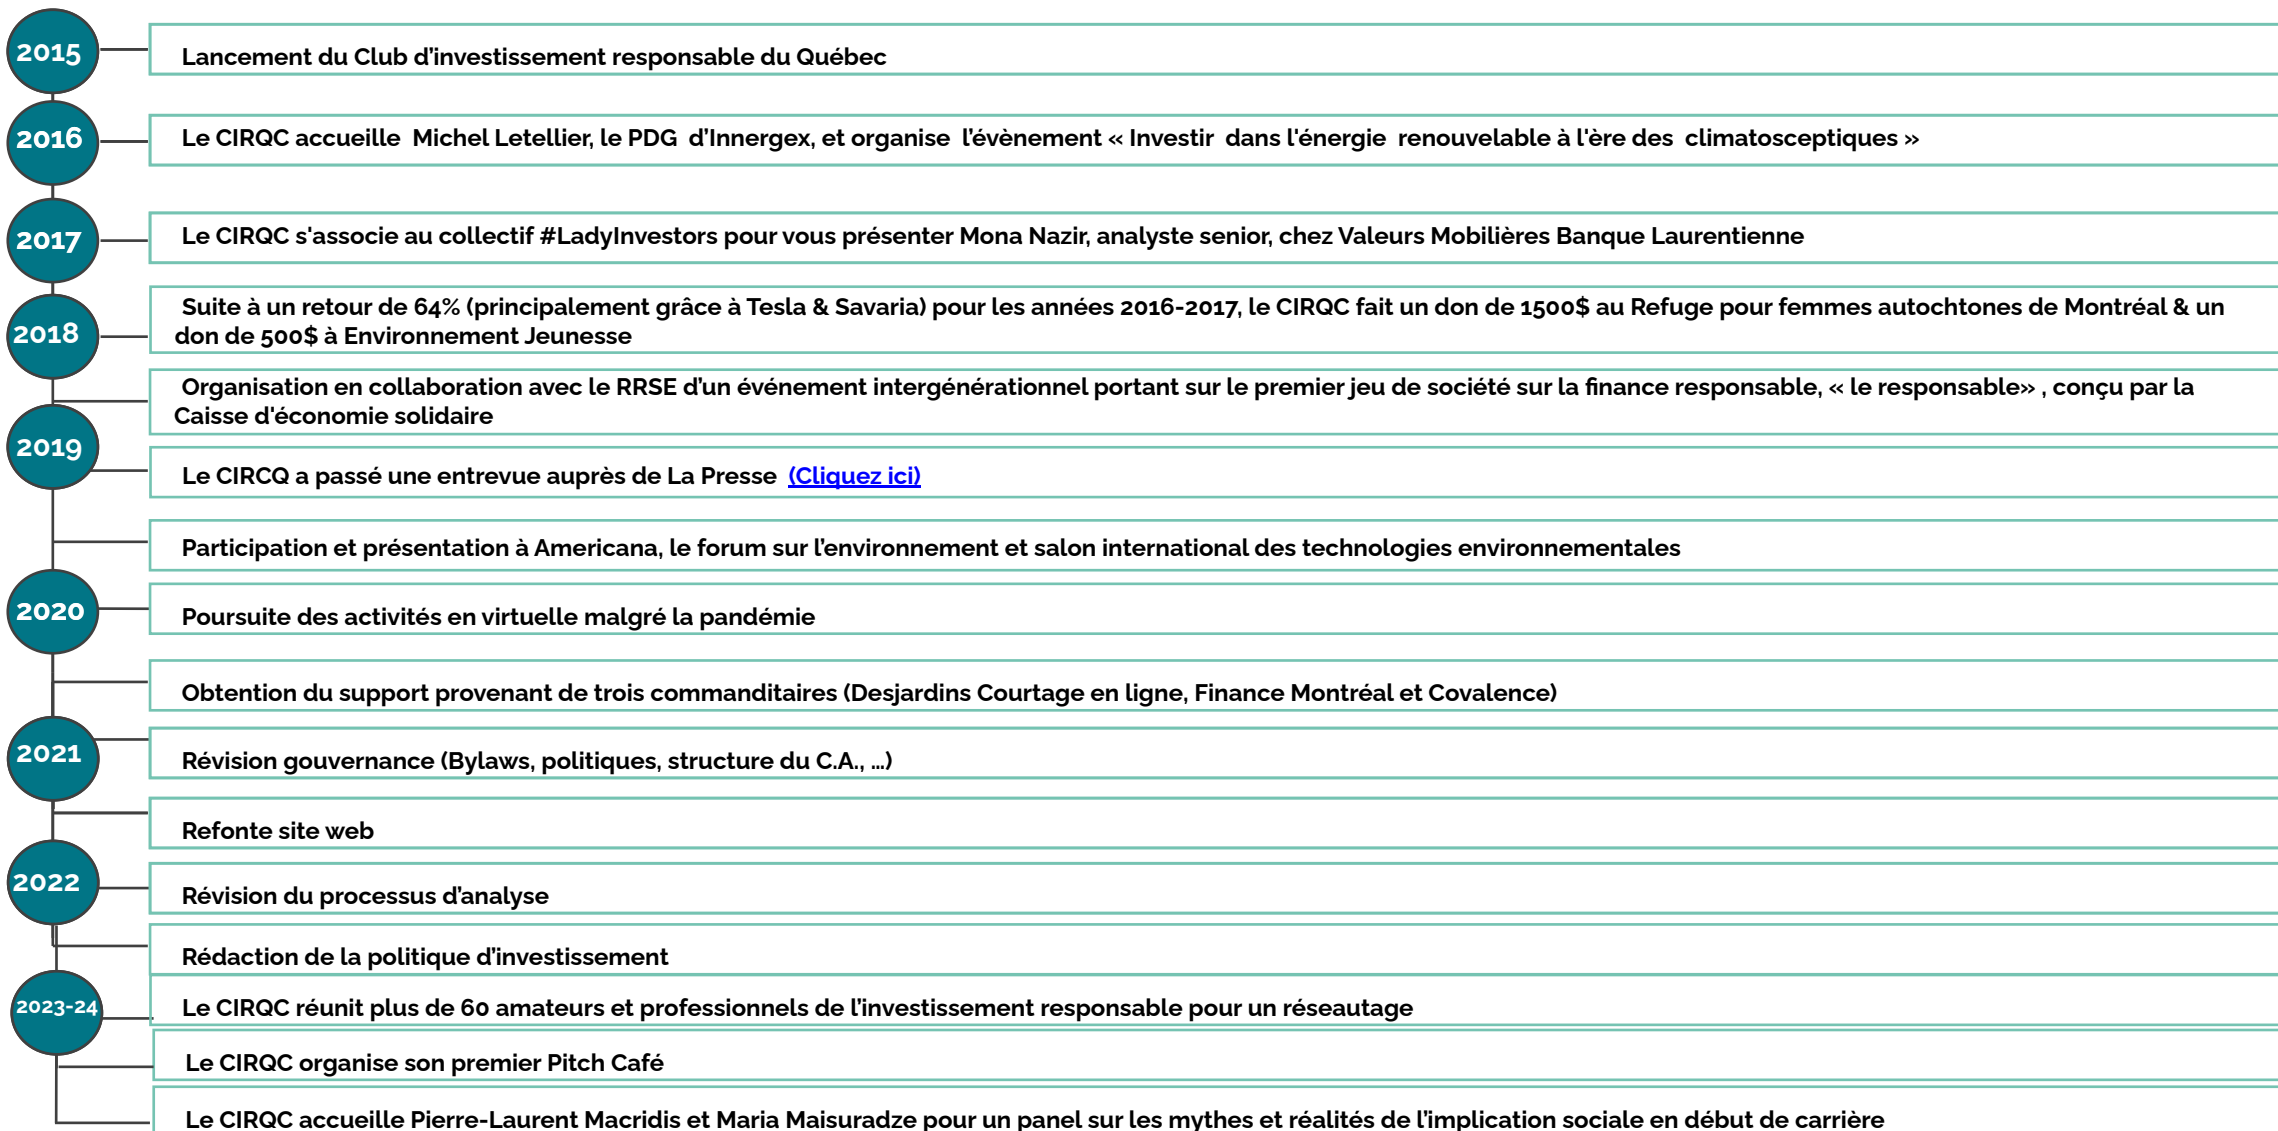 2015
Lancement du Club d’investissement responsable du Québec
2016
Le CIRQC accueille Michel Letellier, le PDG d’Innergex, et organise l’évènement « Investir dans l'énergie renouvelable à l'ère des climatosceptiques »
2017
Le CIRQC s'associe au collectif #LadyInvestors pour vous présenter Mona Nazir, analyste senior, chez Valeurs Mobilières Banque Laurentienne
2018
Suite à un retour de 64% (principalement grâce à Tesla & Savaria) pour les années 2016-2017, le CIRQC fait un don de 1500$ au Refuge pour femmes autochtones de Montréal & un
don de 500$ à Environnement Jeunesse
Organisation en collaboration avec le RRSE d’un événement intergénérationnel portant sur le premier jeu de société sur la finance responsable, « le responsable» , conçu par la
Caisse d'économie solidaire
2019
Le CIRCQ a passé une entrevue auprès de La Presse (Cliquez ici)
Participation et présentation à Americana, le forum sur l’environnement et salon international des technologies environnementales
2020
Poursuite des activités en virtuelle malgré la pandémie
Obtention du support provenant de trois commanditaires (Desjardins Courtage en ligne, Finance Montréal et Covalence)
2021
Révision gouvernance (Bylaws, politiques, structure du C.A., …)
Refonte site web
2022
Révision du processus d’analyse
Rédaction de la politique d’investissement
2023-24
Le CIRQC réunit plus de 60 amateurs et professionnels de l’investissement responsable pour un réseautage
Le CIRQC organise son premier Pitch Café
Le CIRQC accueille Pierre-Laurent Macridis et Maria Maisuradze pour un panel sur les mythes et réalités de l’implication sociale en début de carrière